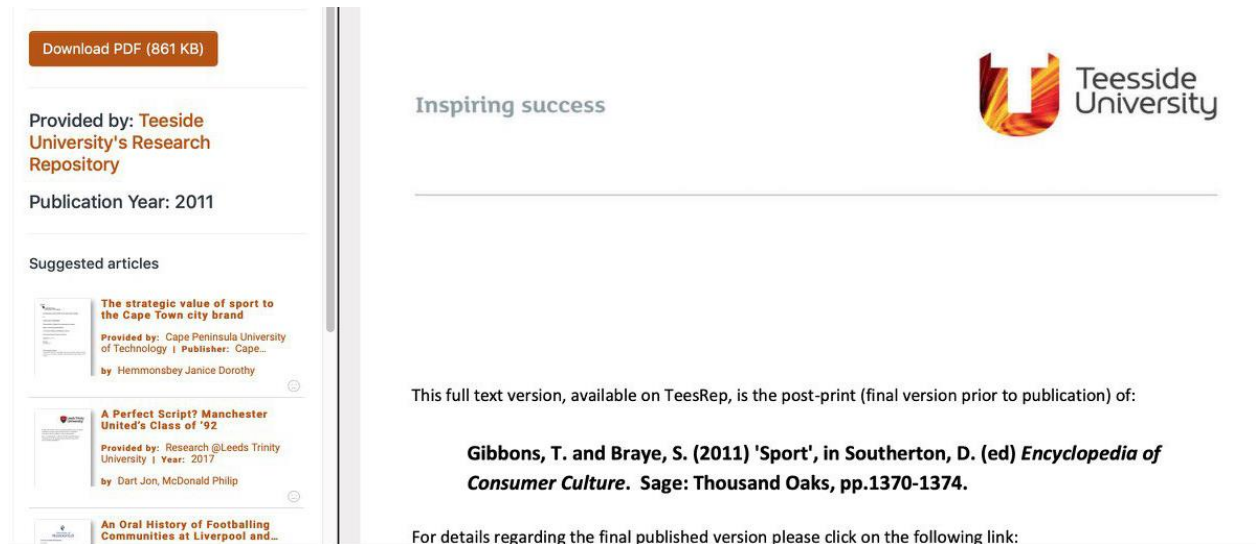 Download PDF (861 KB)
Provided by: Teeside
University's Research
Repository
Publication Year: 2011
Suggested articles
The strategic value of sport to
the Cape Town city brand
Provided by: Cape Peninsula University
of Technology | Publisher: Cape...
by Hemmonsbey Janice Dorothy
A Perfect Script? Manchester
United's Class of '92
Provided by: Research @Leeds Trinity
University | Year: 2017
by Dart Jon, McDonald Philip
An Oral History of Footballing
Communities at Liverpool and...
Inspiring success
Teesside
University
This full text version, available on TeesRep, is the post-print (final version prior to publication) of:
Gibbons, T. and Braye, S. (2011) 'Sport', in Southerton, D. (ed) Encyclopedia of
Consumer Culture. Sage: Thousand Oaks, pp.1370-1374.
For details regarding the final published version please click on the following link: